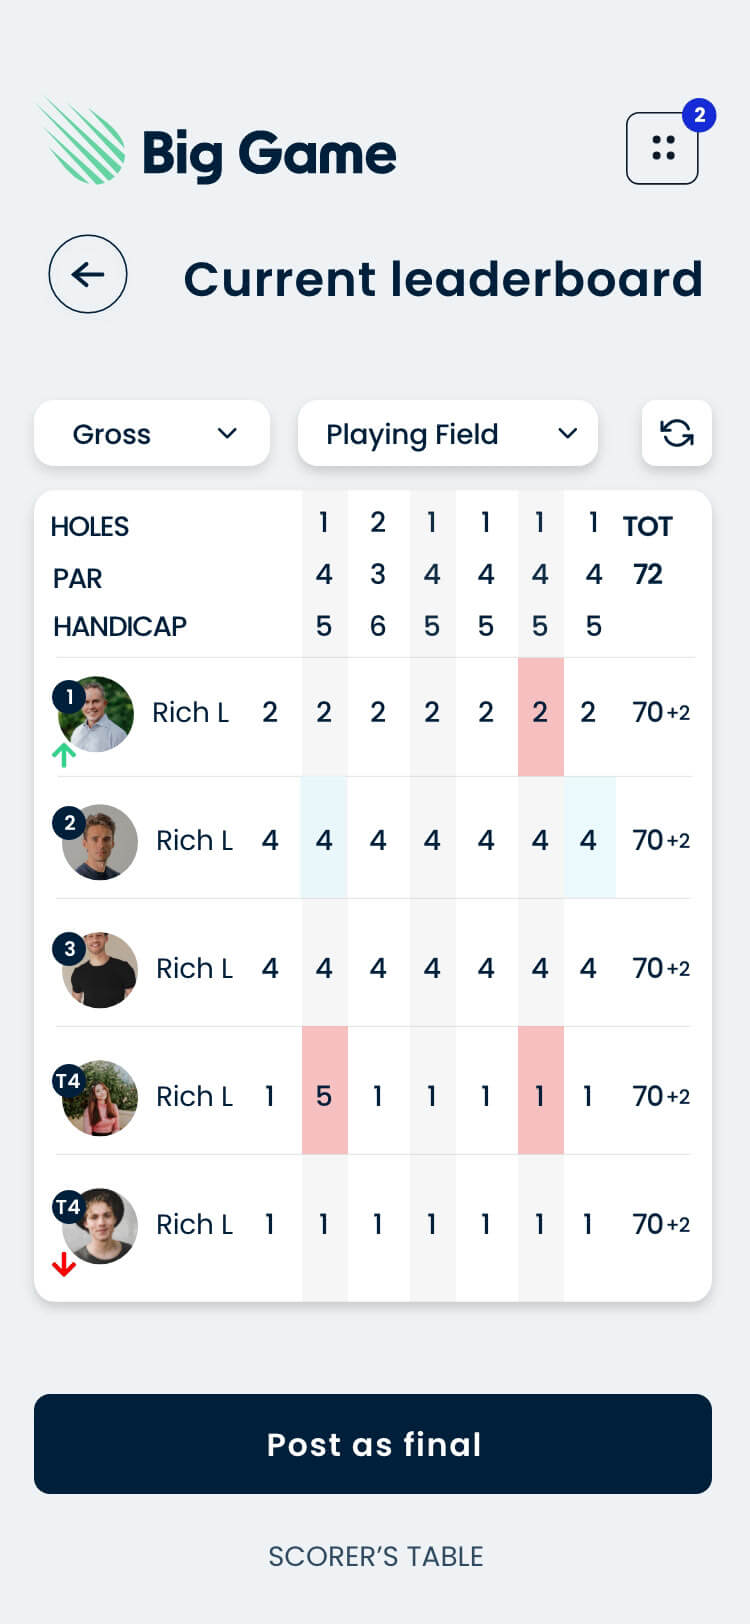 2
Big Game
Current leaderboard
Gross Playing Field
HOLES 1 2 1 1 1 1 TOT
PAR 4 3 4 4 4 4 72
HANDICAP 5 6 5 5 5 5
1 Rich L 2 2 2 2 2 2 2 70+2
2 Rich L 4 4 4 4 4 4 4 70+2
3 Rich L 4 4 4 4 4 4 4 70+2
T4 Rich L 1 5 1 1 1 1 1 70+2
T4 Rich L 1 1 1 1 1 1 1 70+2
Post as final
SCORER’S TABLE